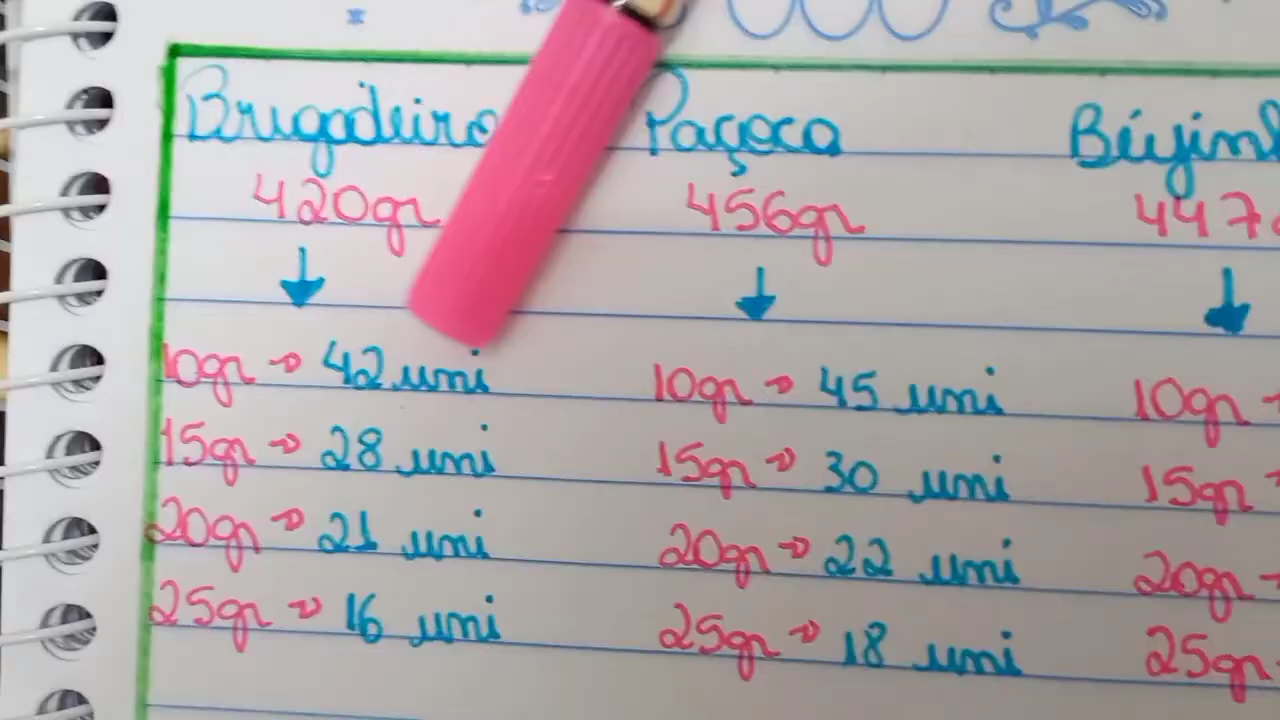 Brigadeiro Paçoca
420gr 456gr 447
10gr → 42 uni 10gr → 45 uni 10gr →
15gr → 28 uni 15gr → 30 uni 15gr →
20gr → 21 uni 20gr → 22 uni 20gr →
25gr → 16 uni 25gr → 18 uni 25gr